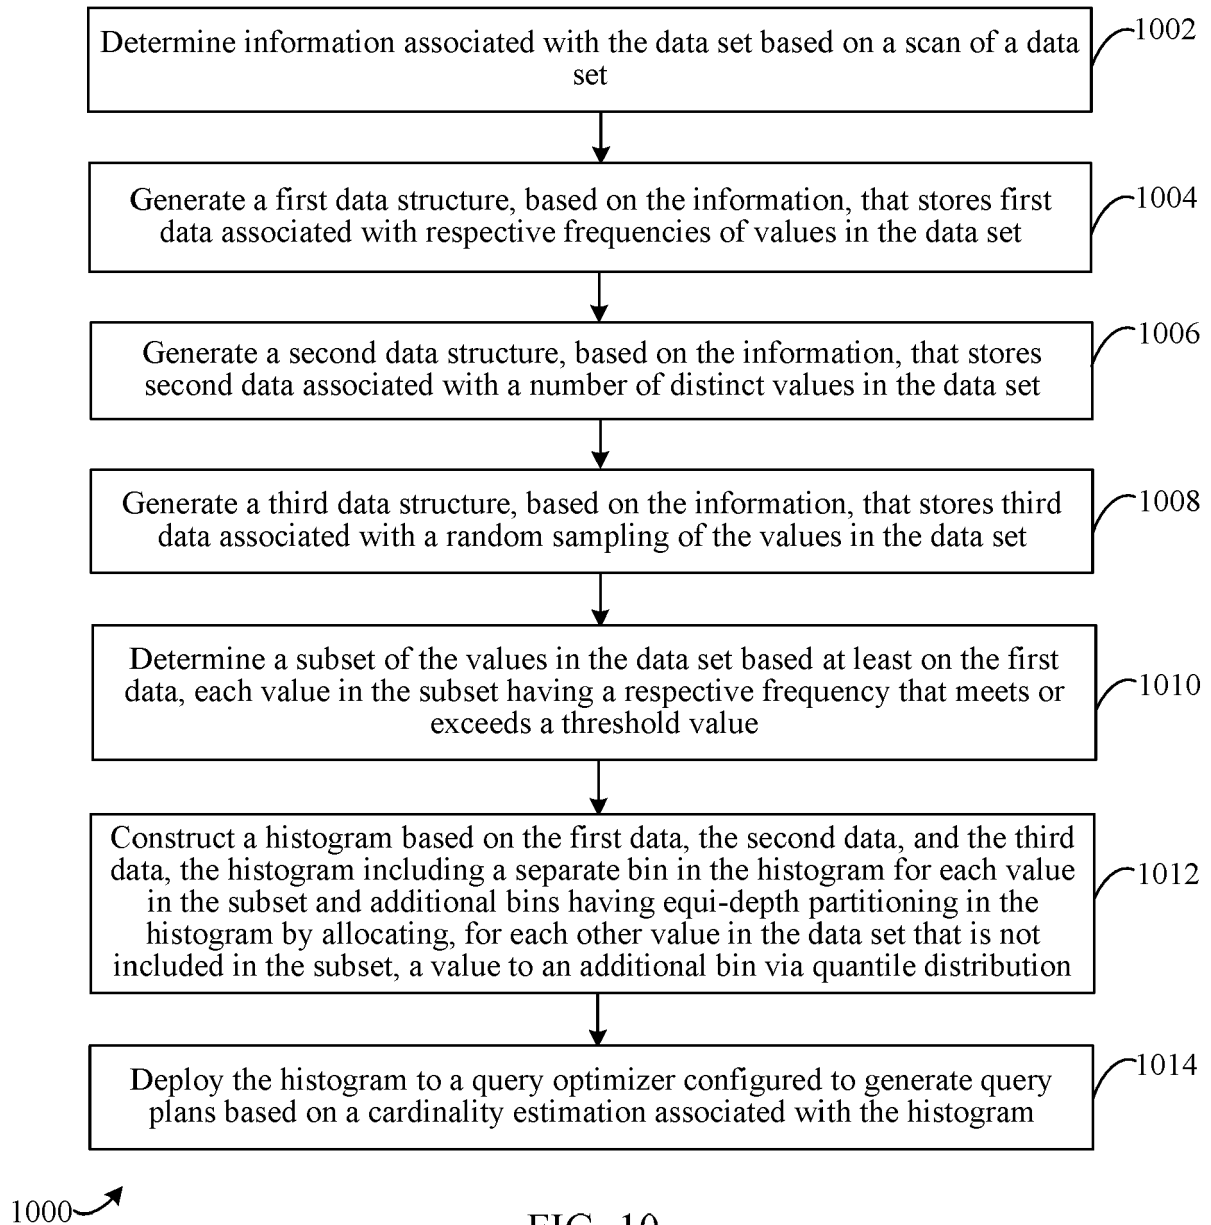 Determine information associated with the data set based on a scan of a data
set
1002
Generate a first data structure, based on the information, that stores first
data associated with respective frequencies of values in the data set
1004
Generate a second data structure, based on the information, that stores
second data associated with a number of distinct values in the data set
1006
Generate a third data structure, based on the information, that stores third
data associated with a random sampling of the values in the data set
1008
Determine a subset of the values in the data set based at least on the first
data, each value in the subset having a respective frequency that meets or
exceeds a threshold value
1010
Construct a histogram based on the first data, the second data, and the third
data, the histogram including a separate bin in the histogram for each value
in the subset and additional bins having equi-depth partitioning in the
histogram by allocating, for each other value in the data set that is not
included in the subset, a value to an additional bin via quantile distribution
1012
Deploy the histogram to a query optimizer configured to generate query
plans based on a cardinality estimation associated with the histogram
1014
1000
FIG. 10